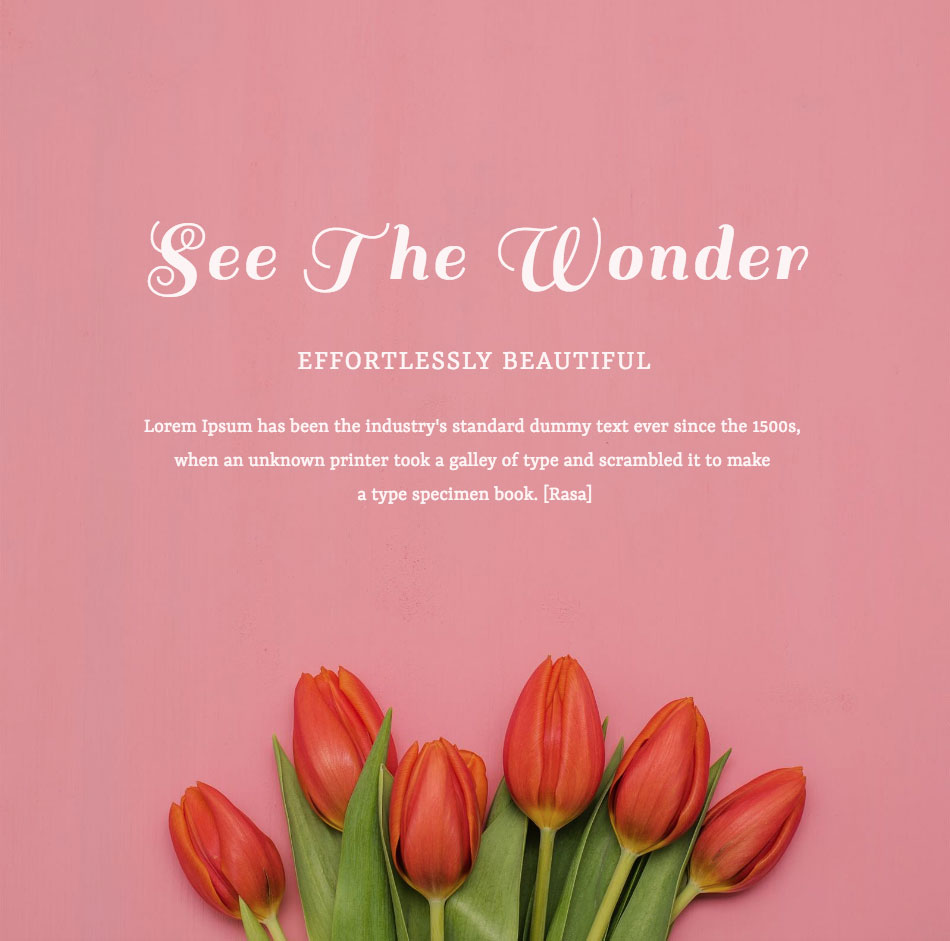 See The Wonder
EFFORTLESSLY BEAUTIFUL
Lorem Ipsum has been the industry's standard dummy text ever since the 1500s,
when an unknown printer took a galley of type and scrambled it to make
a type specimen book. [Rasa]